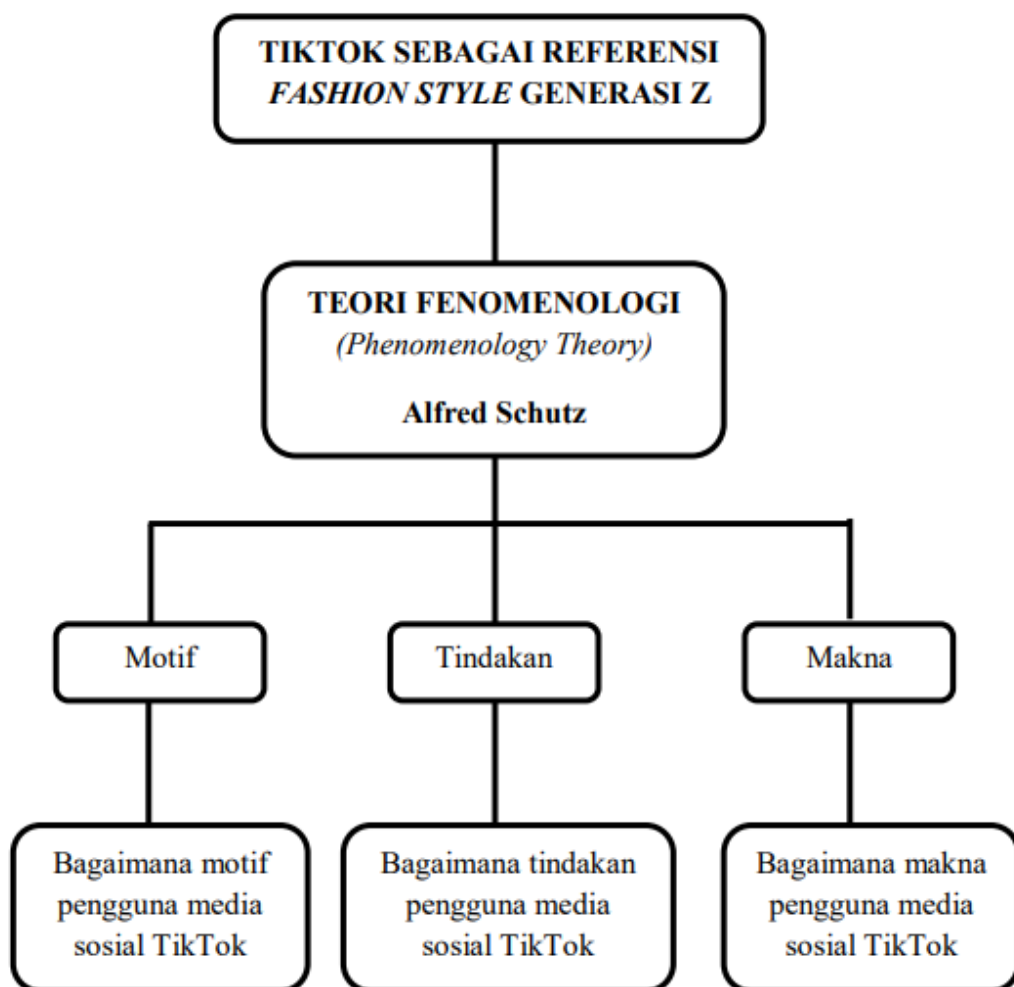 TIKTOK SEBAGAI REFERENSI
FASHION STYLE GENERASI Z
TEORI FENOMENOLOGI
(Phenomenology Theory)
Alfred Schutz
Motif
Tindakan
Makna
Bagaimana motif
pengguna media
sosial TikTok
Bagaimana tindakan
pengguna media
sosial TikTok
Bagaimana makna
pengguna media
sosial TikTok